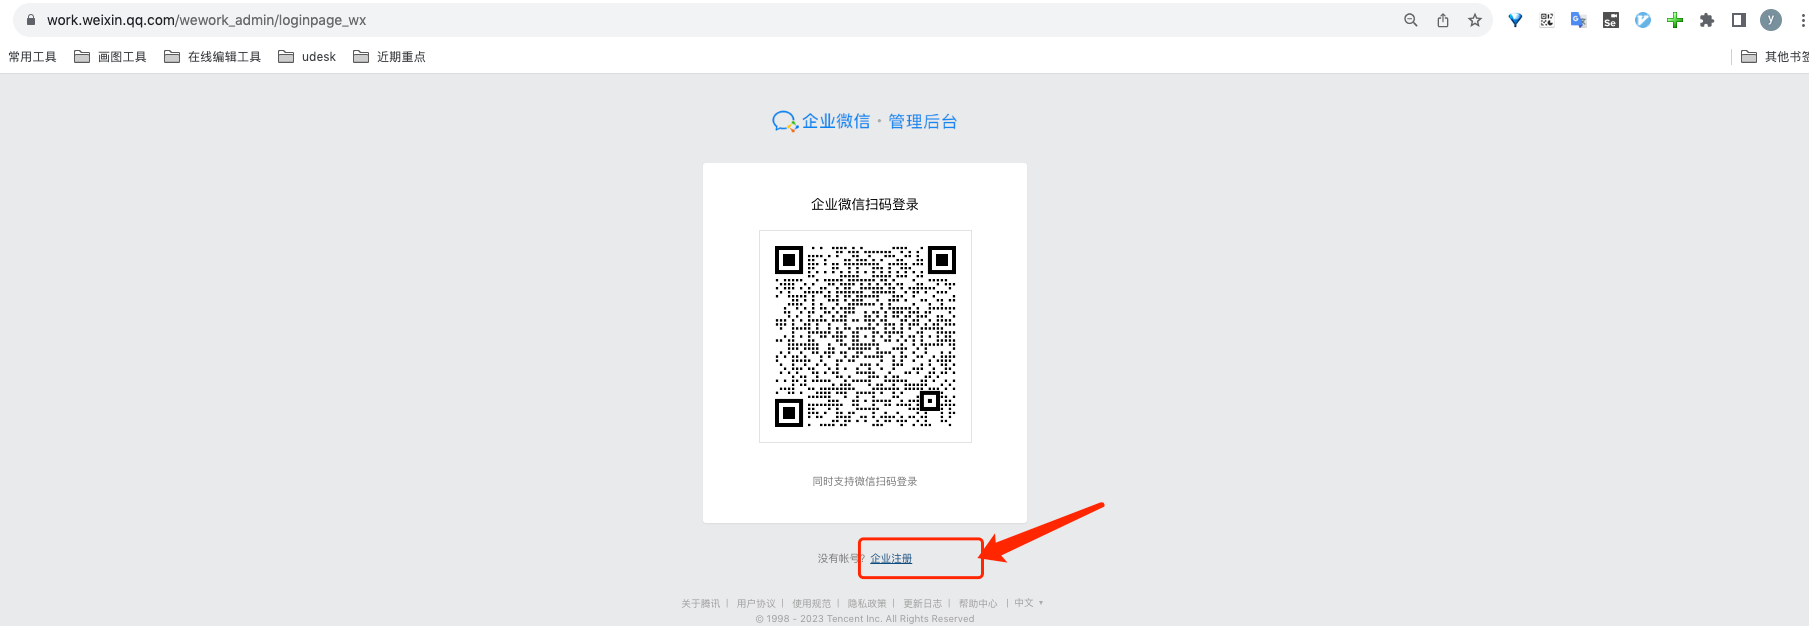 work.weixin.qq.com/wework_admin/loginpage_wx
y
常用工具 画图工具 在线编辑工具 udesk 近期重点 其他书签
企业微信 · 管理后台
企业微信扫码登录
同时支持微信扫码登录
没有帐号? 企业注册
关于腾讯 | 用户协议 | 使用规范 | 隐私政策 | 更新日志 | 帮助中心 | 中文
© 1998 - 2023 Tencent Inc. All Rights Reserved